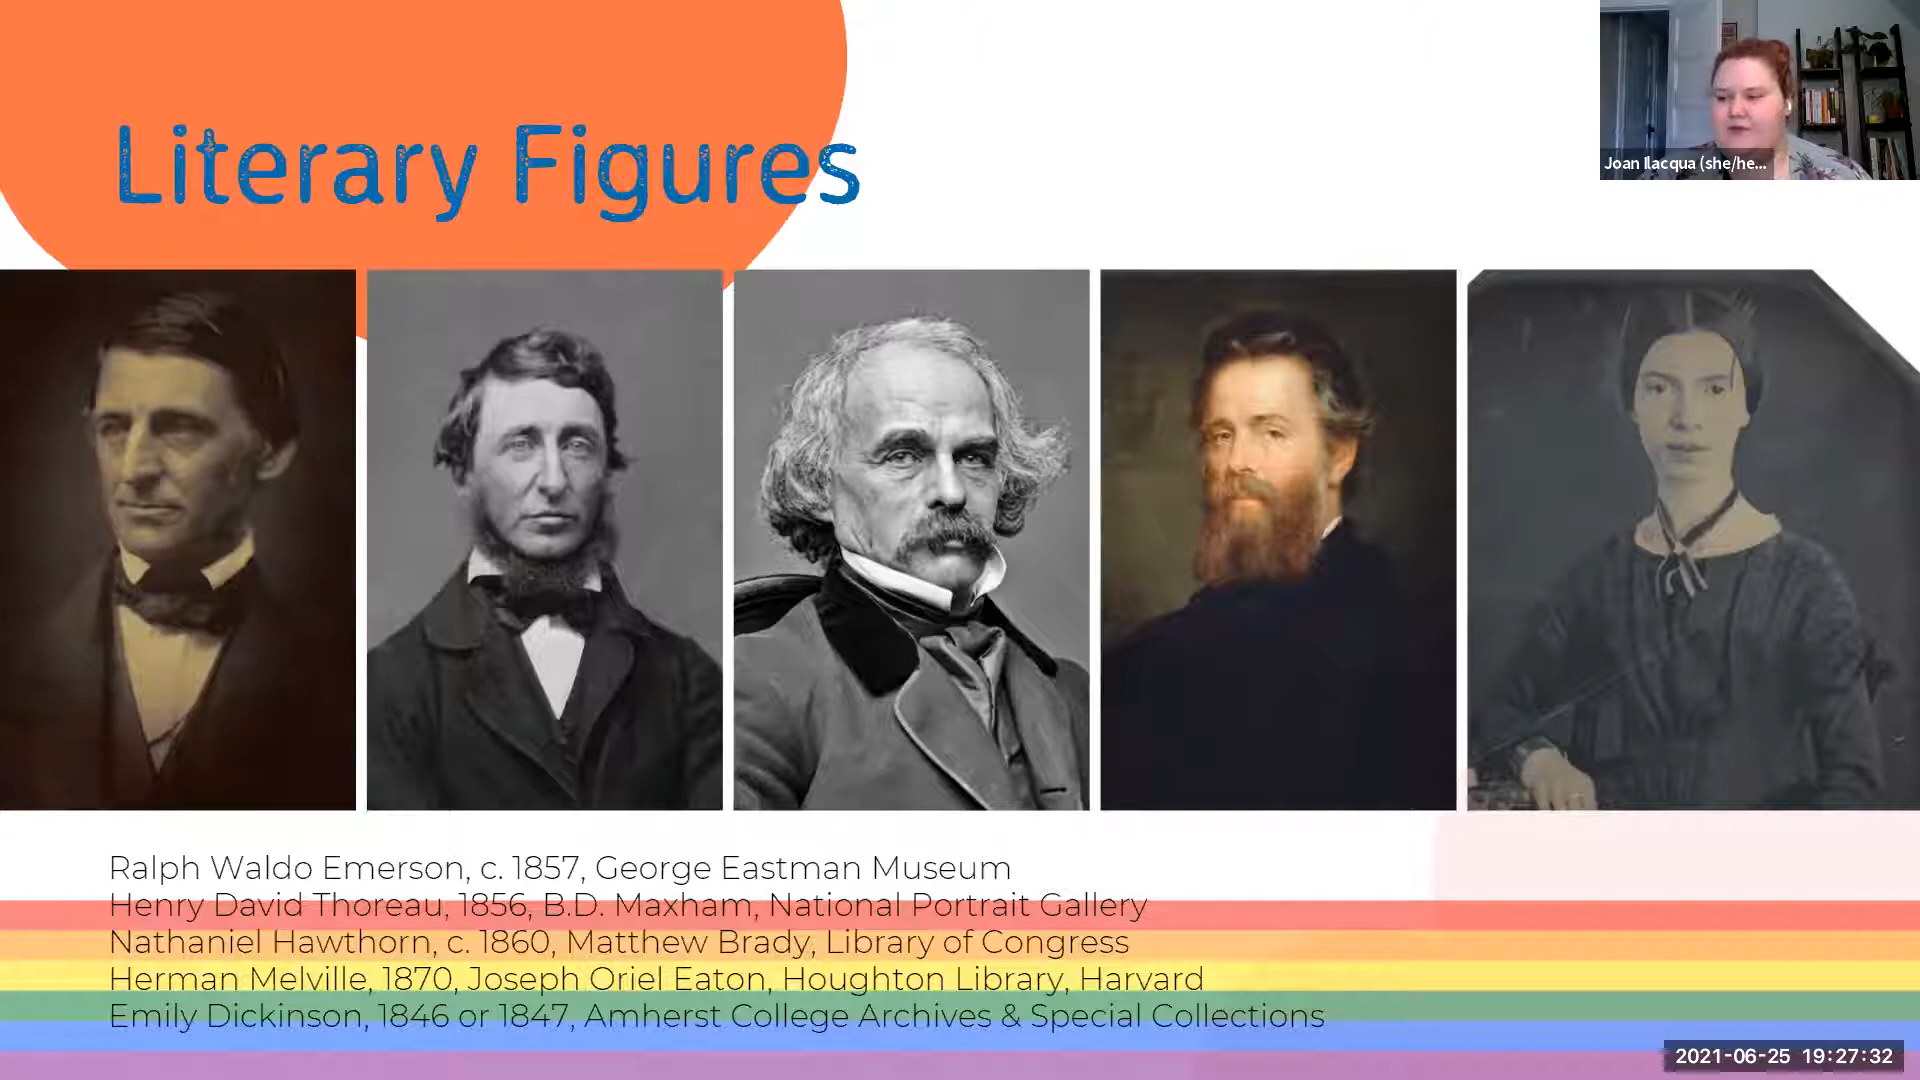 Literary Figures
Joan Ilacqua (she/he...
Ralph Waldo Emerson, c. 1857, George Eastman Museum
Henry David Thoreau, 1856, B.D. Maxham, National Portrait Gallery
Nathaniel Hawthorn, c. 1860, Matthew Brady, Library of Congress
Herman Melville, 1870, Joseph Oriel Eaton, Houghton Library, Harvard
Emily Dickinson, 1846 or 1847, Amherst College Archives & Special Collections
2021-06-25 19:27:32